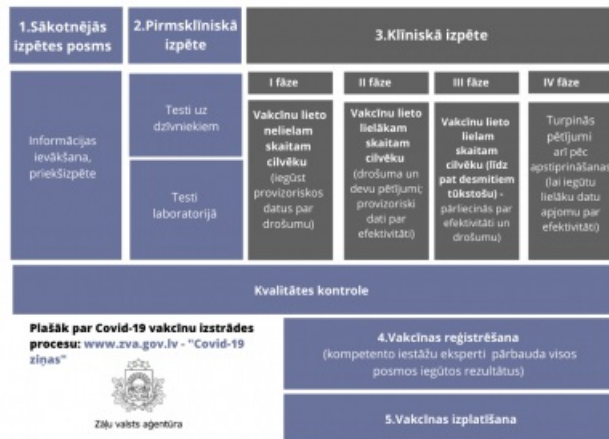 1.Sākotnējās
izpētes posms
2.Pirmsklīniskā
izpēte
3.Klīniskā izpēte
Informācijas
ievākšana,
priekšizpēte
Testi uz
dzīvniekiem
Testi
laboratorijā
I fāze
Vakcīnu lieto
nelielam
skaitam
cilvēku
(iegūst
provizoriskos
datus par
drošumu)
II fāze
Vakcīnu lieto
lielākam
skaitam
cilvēku
(drošuma un
devu pētījumi;
provizoriski
dati par
efektivitāti)
III fāze
Vakcīnu lieto
lielam
skaitam
cilvēku (līdz
pat desmitiem
tūkstošu) -
pārliecinās par
efektivitāti un
drošumu)
IV fāze
Turpinās
pētījumi
arī pēc
apstiprināšanas
(lai iegūtu
lielāku datu
apjomu par
efektivitāti)
Kvalitātes kontrole
Plašāk par Covid-19 vakcīnu izstrādes
procesu: www.zva.gov.lv - "Covid-19
ziņas"
Zāļu valsts aģentūra
4.Vakcīnas reģistrēšana
(kompetento iestāžu eksperti pārbauda visos
posmos iegūtos rezultātus)
5.Vakcīnas izplatīšana